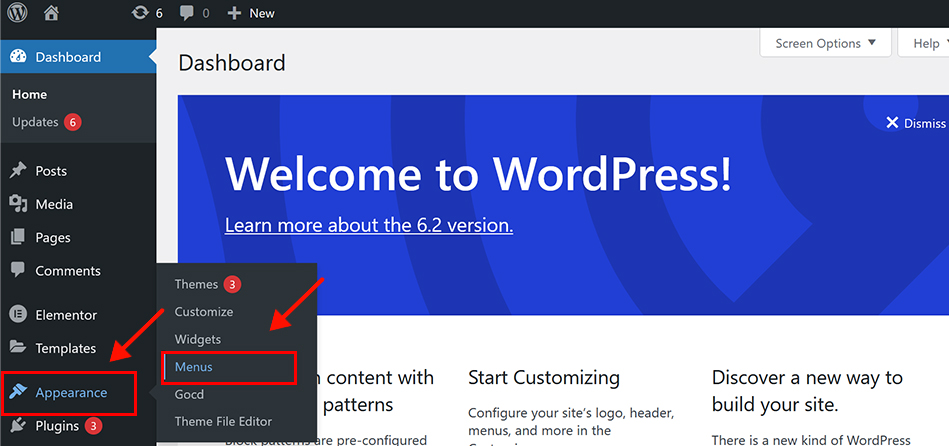 6
0
New
Dashboard
Home
Updates 6
Posts
Media
Pages
Comments
Elementor
Templates
Appearance
Plugins 3
Themes 3
Customize
Widgets
Menus
Gocd
Theme File Editor
Screen Options
Help
Dashboard
Dismiss
Welcome to WordPress!
Learn more about the 6.2 version.
content with
patterns
Block patterns are pre-configured
Start Customizing
Configure your site's logo, header,
menus, and more in the
Discover a new way to
build your site.
There is a new kind of WordPress